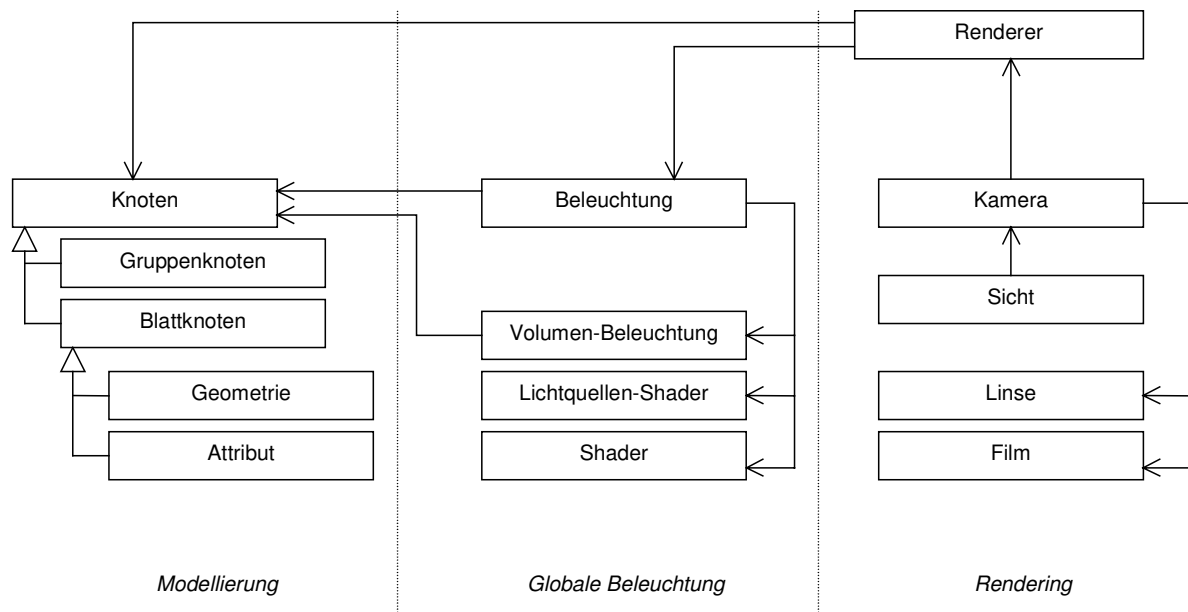 Renderer
Knoten
Beleuchtung
Kamera
Gruppenknoten
Sicht
Blattknoten
Volumen-Beleuchtung
Geometrie
Lichtquellen-Shader
Linse
Attribut
Shader
Film
Modellierung
Globale Beleuchtung
Rendering